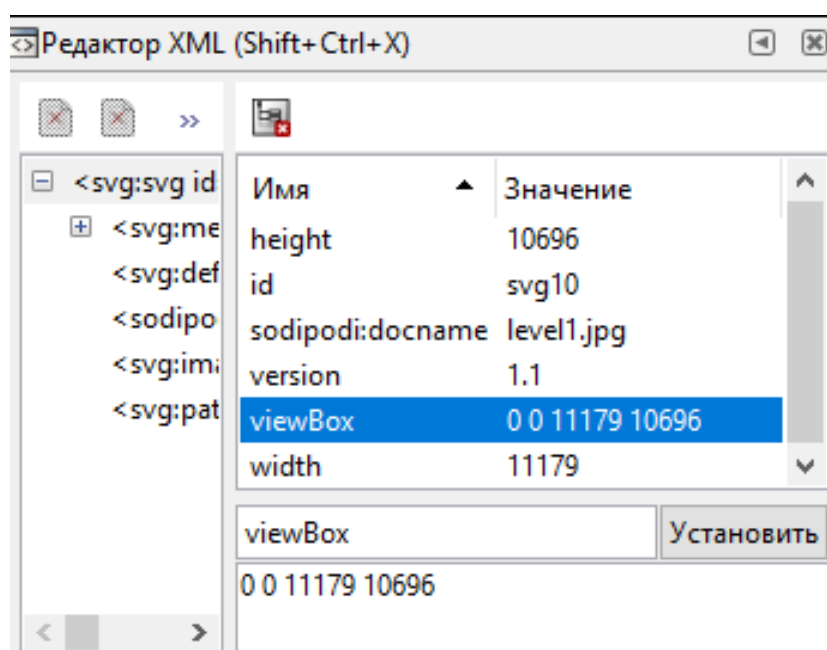 Редактор XML (Shift+Ctrl+X)
»
<svg:svg id
<svg:me
<svg:def
<sodipo
<svg:ima
<svg:pat
Имя Значение
height 10696
id svg10
sodipodi:docname level1.jpg
version 1.1
viewBox 0 0 11179 10696
width 11179
viewBox Установить
0 0 11179 10696